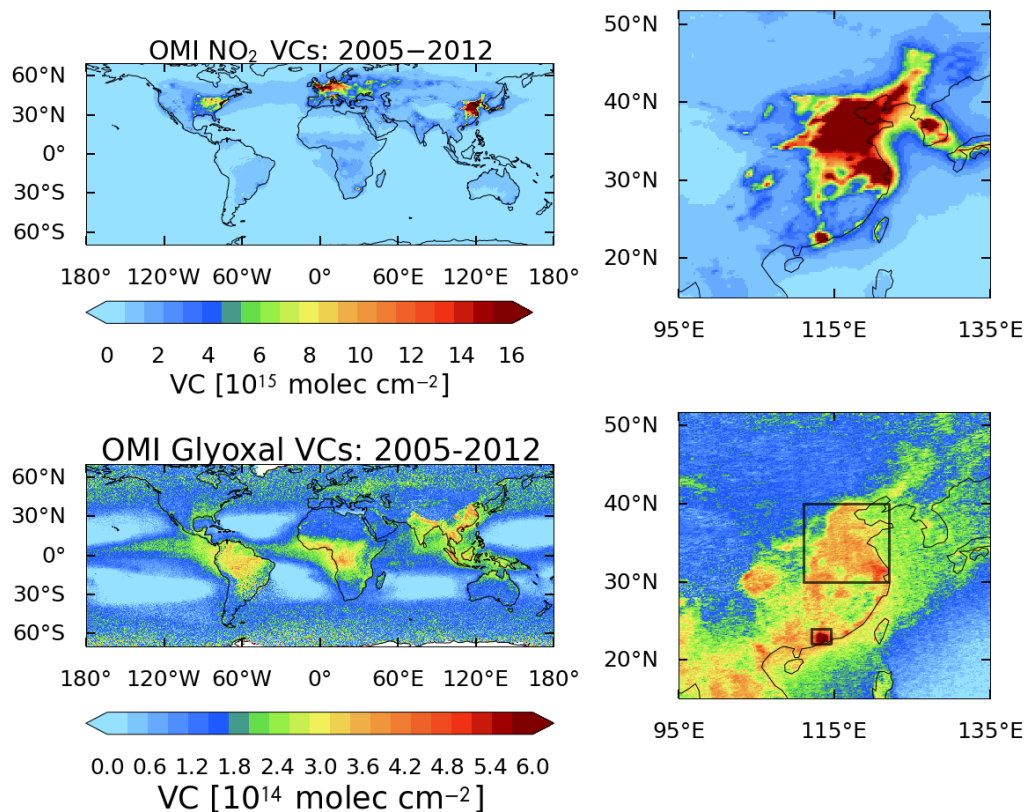 OMI NO₂ VCs: 2005−2012
60°N
30°N
0°
30°S
60°S
180° 120°W 60°W 0° 60°E 120°E 180°
0 2 4 6 8 10 12 14 16
VC [10¹⁵ molec cm⁻²]
50°N
40°N
30°N
20°N
95°E 115°E 135°E
OMI Glyoxal VCs: 2005-2012
60°N
30°N
0°
30°S
60°S
180° 120°W 60°W 0° 60°E 120°E 180°
0.0 0.6 1.2 1.8 2.4 3.0 3.6 4.2 4.8 5.4 6.0
VC [10¹⁴ molec cm⁻²]
50°N
40°N
30°N
20°N
95°E 115°E 135°E